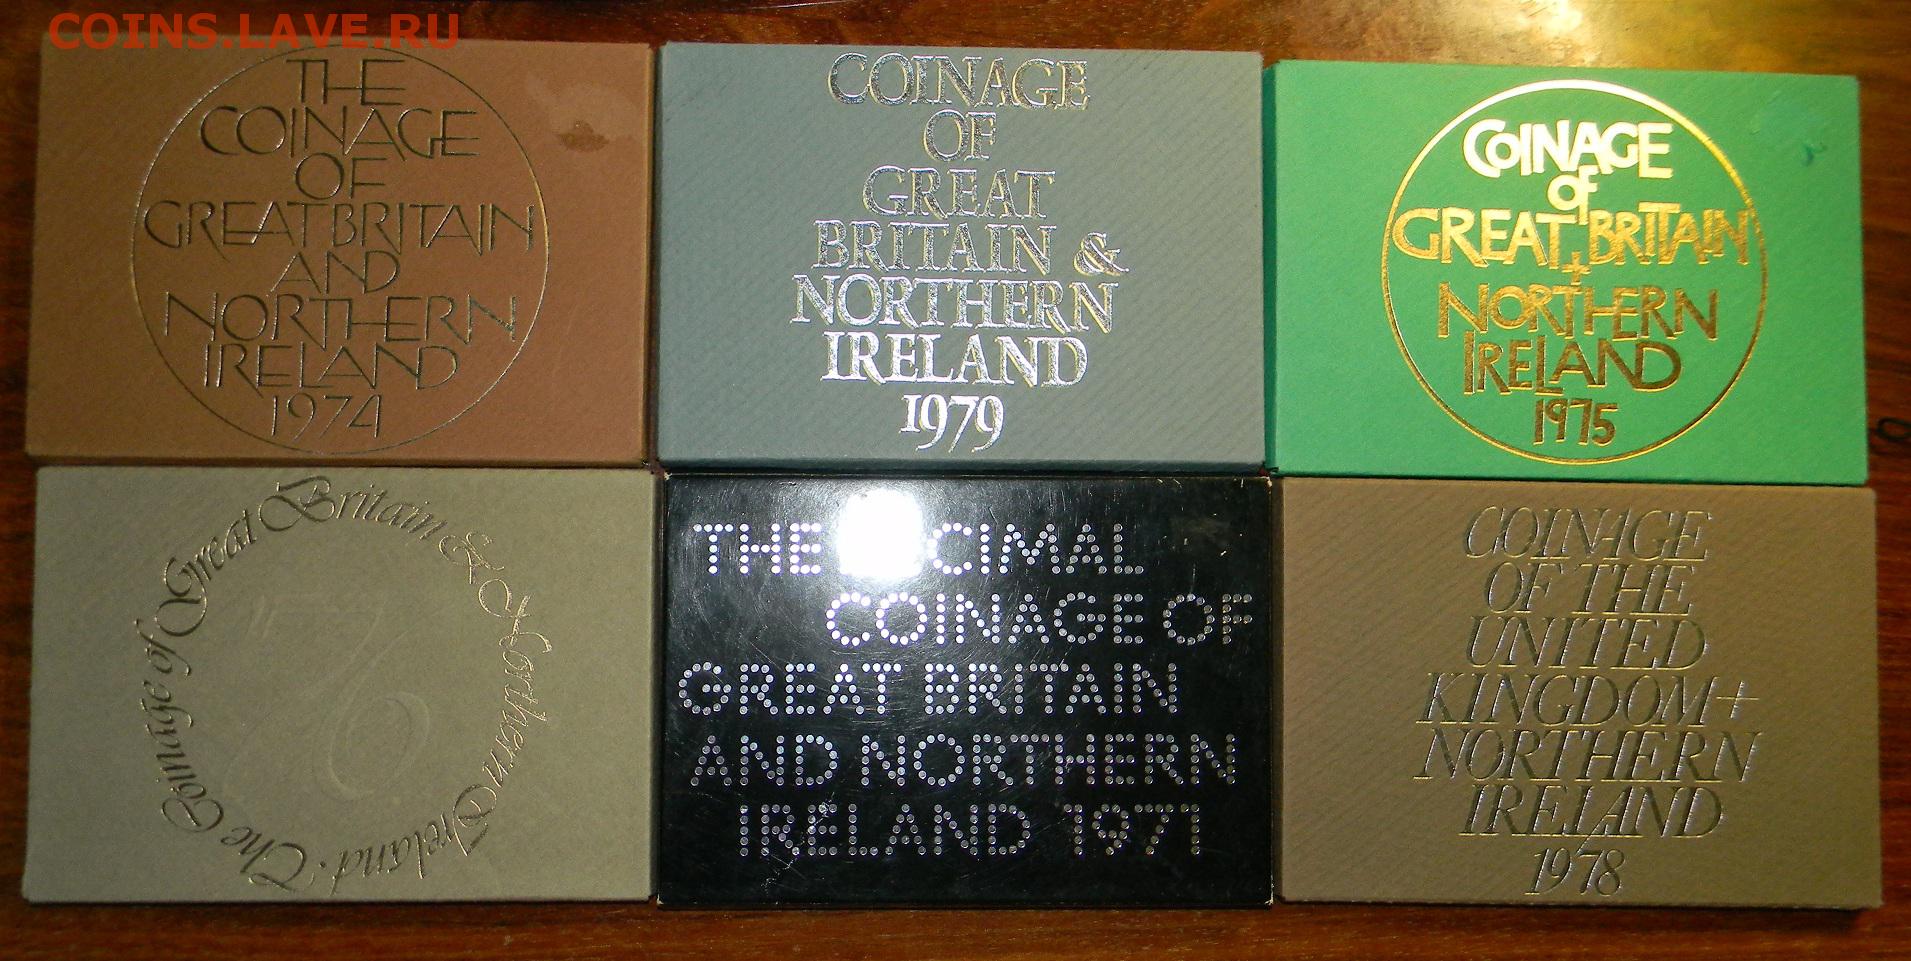 COINS.LAVE.RU
THE
COINAGE
OF
GREAT BRITAIN
AND
NORTHERN
IRELAND
1974
COINAGE
OF
GREAT
BRITAIN &
NORTHERN
IRELAND
1979
COINAGE
OF
GREAT BRITAIN
+
NORTHERN
IRELAND
1975
The Coinage of Great Britain & Northern Ireland:
76
THE CIMAL
COINAGE OF
GREAT BRITAIN
AND NORTHERN
IRELAND 1971
COINAGE
OF THE
UNITED
KINGDOM +
NORTHERN
IRELAND
1978